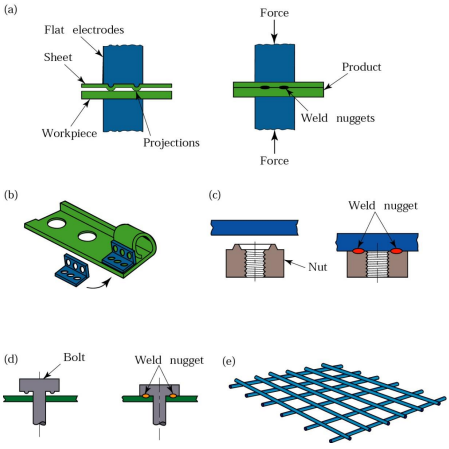 (a)
Flat electrodes
Sheet
Workpiece
Projections
Force
Product
Weld nuggets
Force
(b)
(c)
Weld nugget
Nut
(d)
Bolt
Weld nugget
(e)